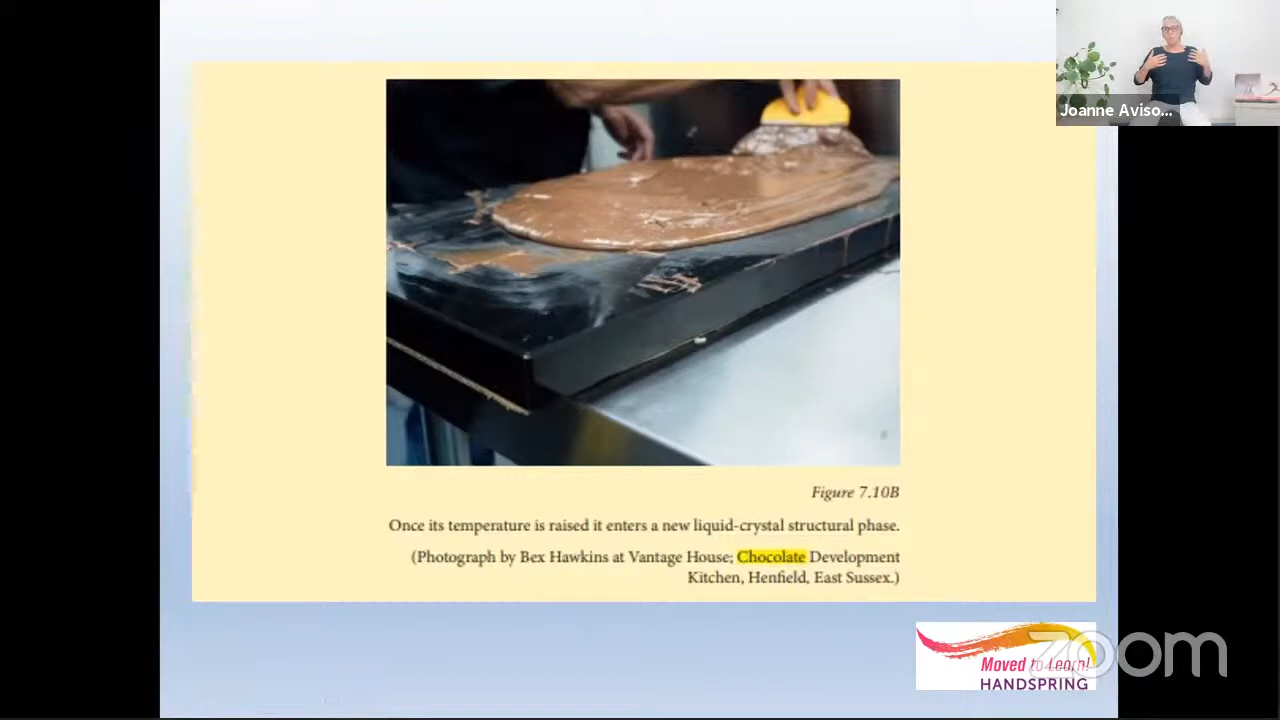 Joanne Aviso...
Figure 7.10B
Once its temperature is raised it enters a new liquid-crystal structural phase.
(Photograph by Bex Hawkins at Vantage House; Chocolate Development
Kitchen, Henfield, East Sussex.)
Moved to Learn!
HANDSPRING
zoom